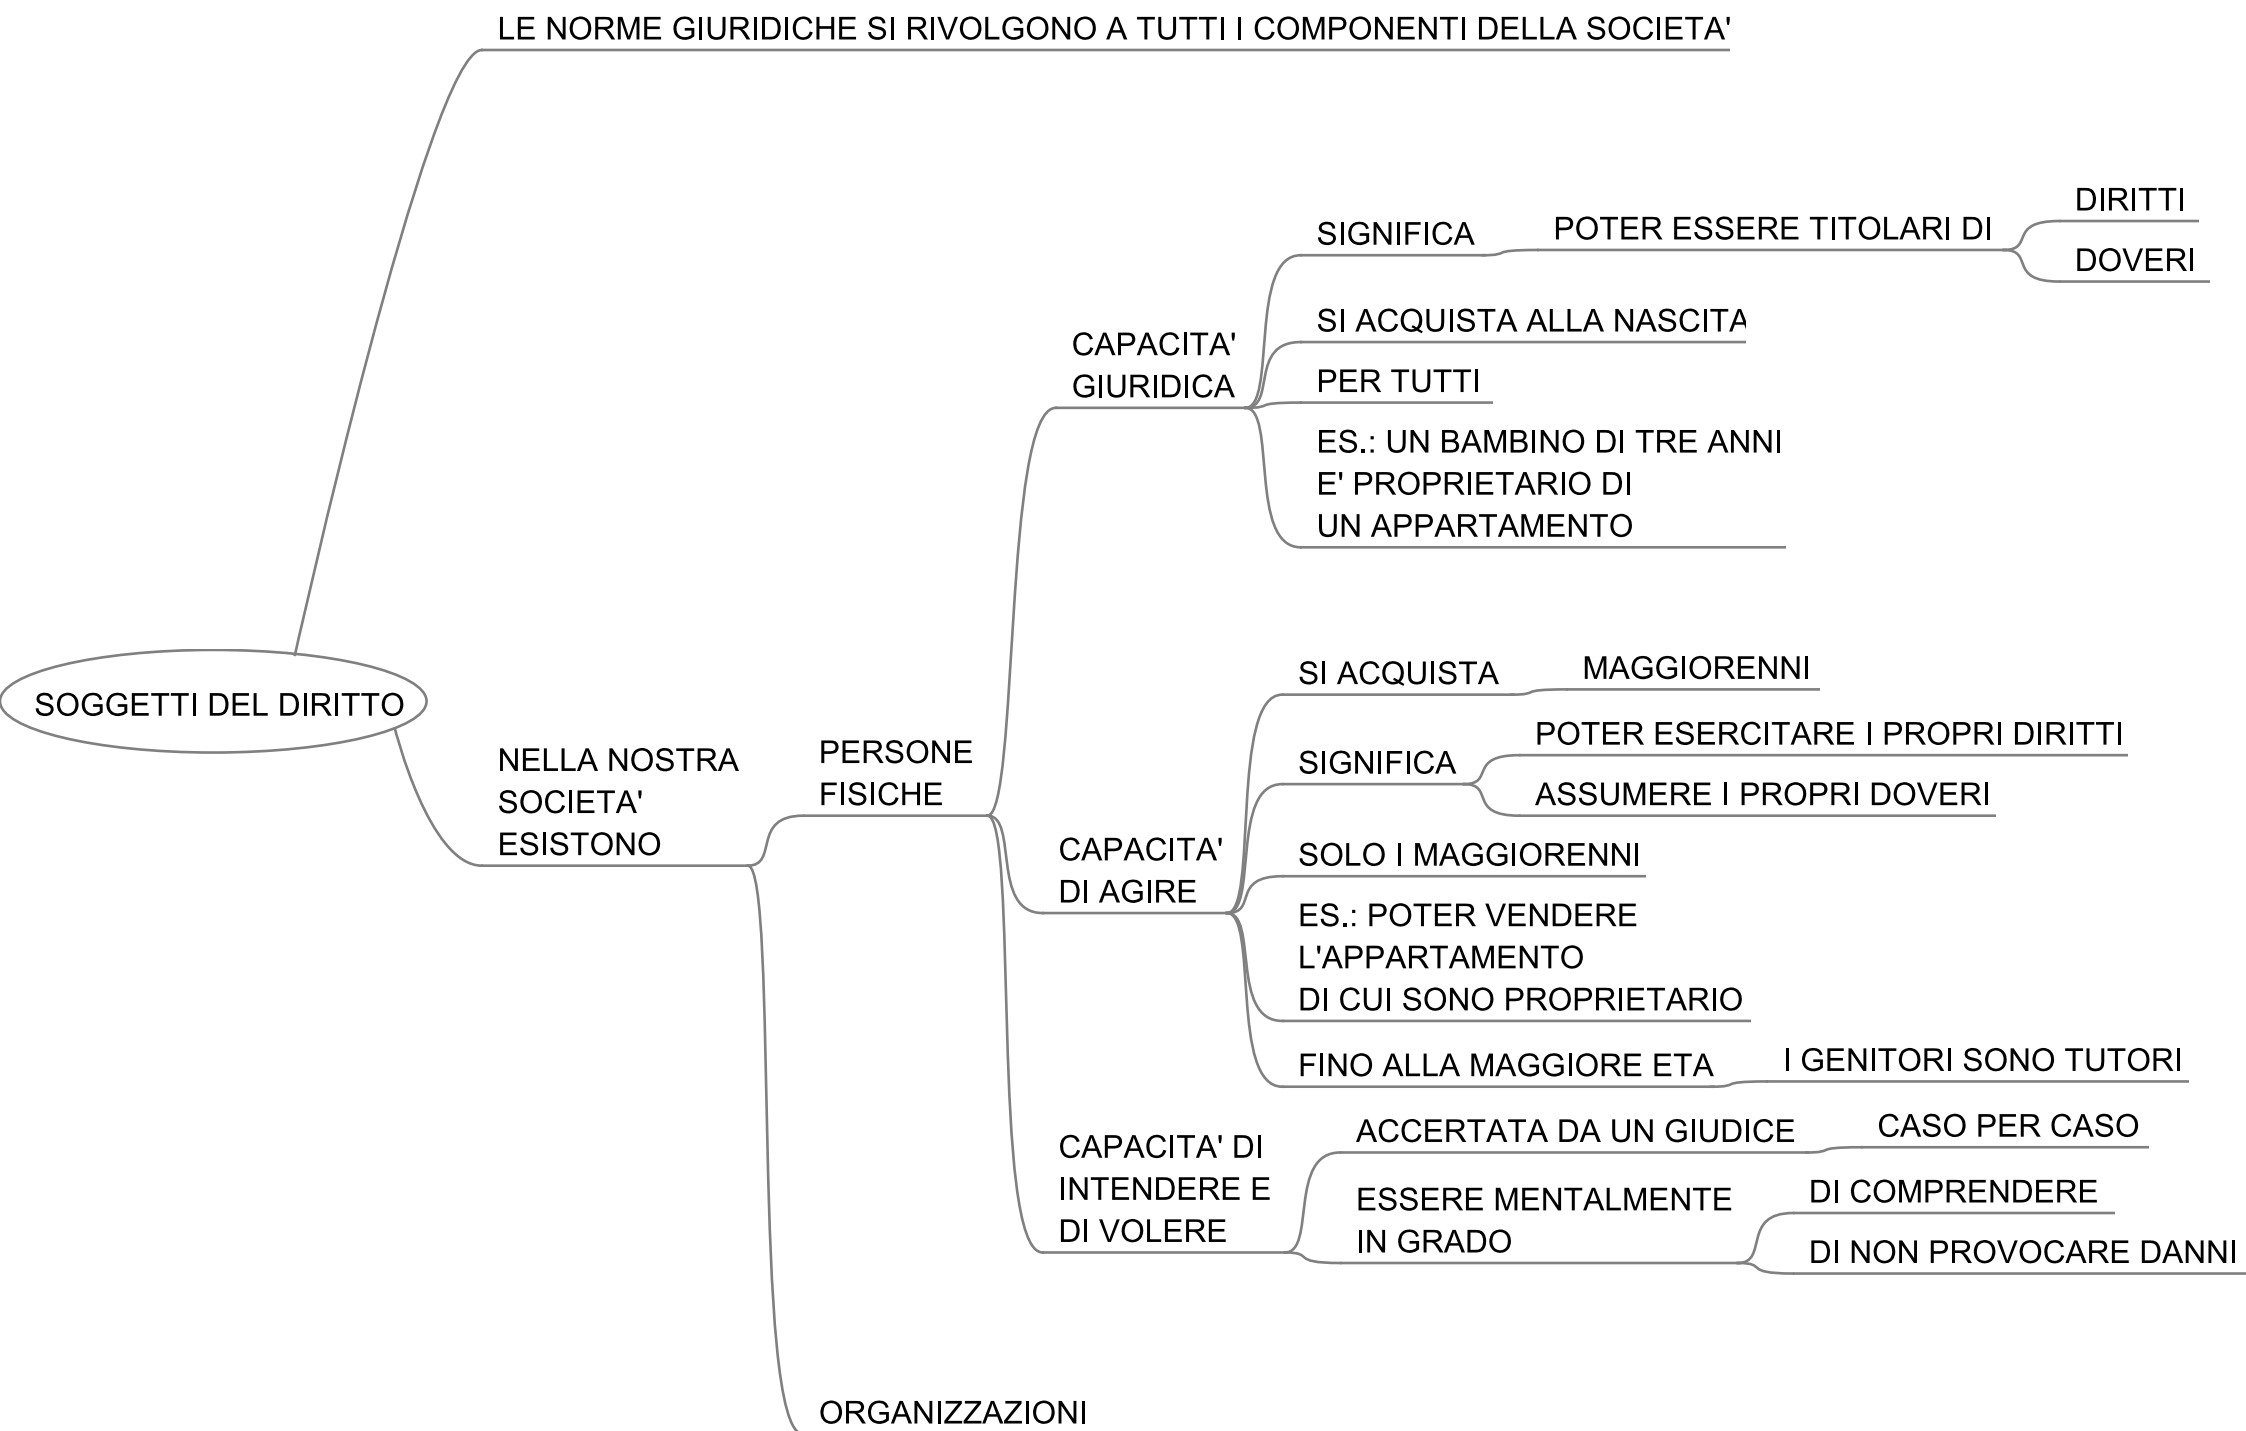 LE NORME GIURIDICHE SI RIVOLGONO A TUTTI I COMPONENTI DELLA SOCIETA'
SOGGETTI DEL DIRITTO
NELLA NOSTRA
SOCIETA'
ESISTONO
PERSONE
FISICHE
CAPACITA'
GIURIDICA
SIGNIFICA
POTER ESSERE TITOLARI DI
DIRITTI
DOVERI
SI ACQUISTA ALLA NASCITA
PER TUTTI
ES.: UN BAMBINO DI TRE ANNI
E' PROPRIETARIO DI
UN APPARTAMENTO
CAPACITA'
DI AGIRE
SI ACQUISTA
MAGGIORENNI
SIGNIFICA
POTER ESERCITARE I PROPRI DIRITTI
ASSUMERE I PROPRI DOVERI
SOLO I MAGGIORENNI
ES.: POTER VENDERE
L'APPARTAMENTO
DI CUI SONO PROPRIETARIO
FINO ALLA MAGGIORE ETA
I GENITORI SONO TUTORI
CAPACITA' DI
INTENDERE E
DI VOLERE
ACCERTATA DA UN GIUDICE
CASO PER CASO
ESSERE MENTALMENTE
IN GRADO
DI COMPRENDERE
DI NON PROVOCARE DANNI
ORGANIZZAZIONI